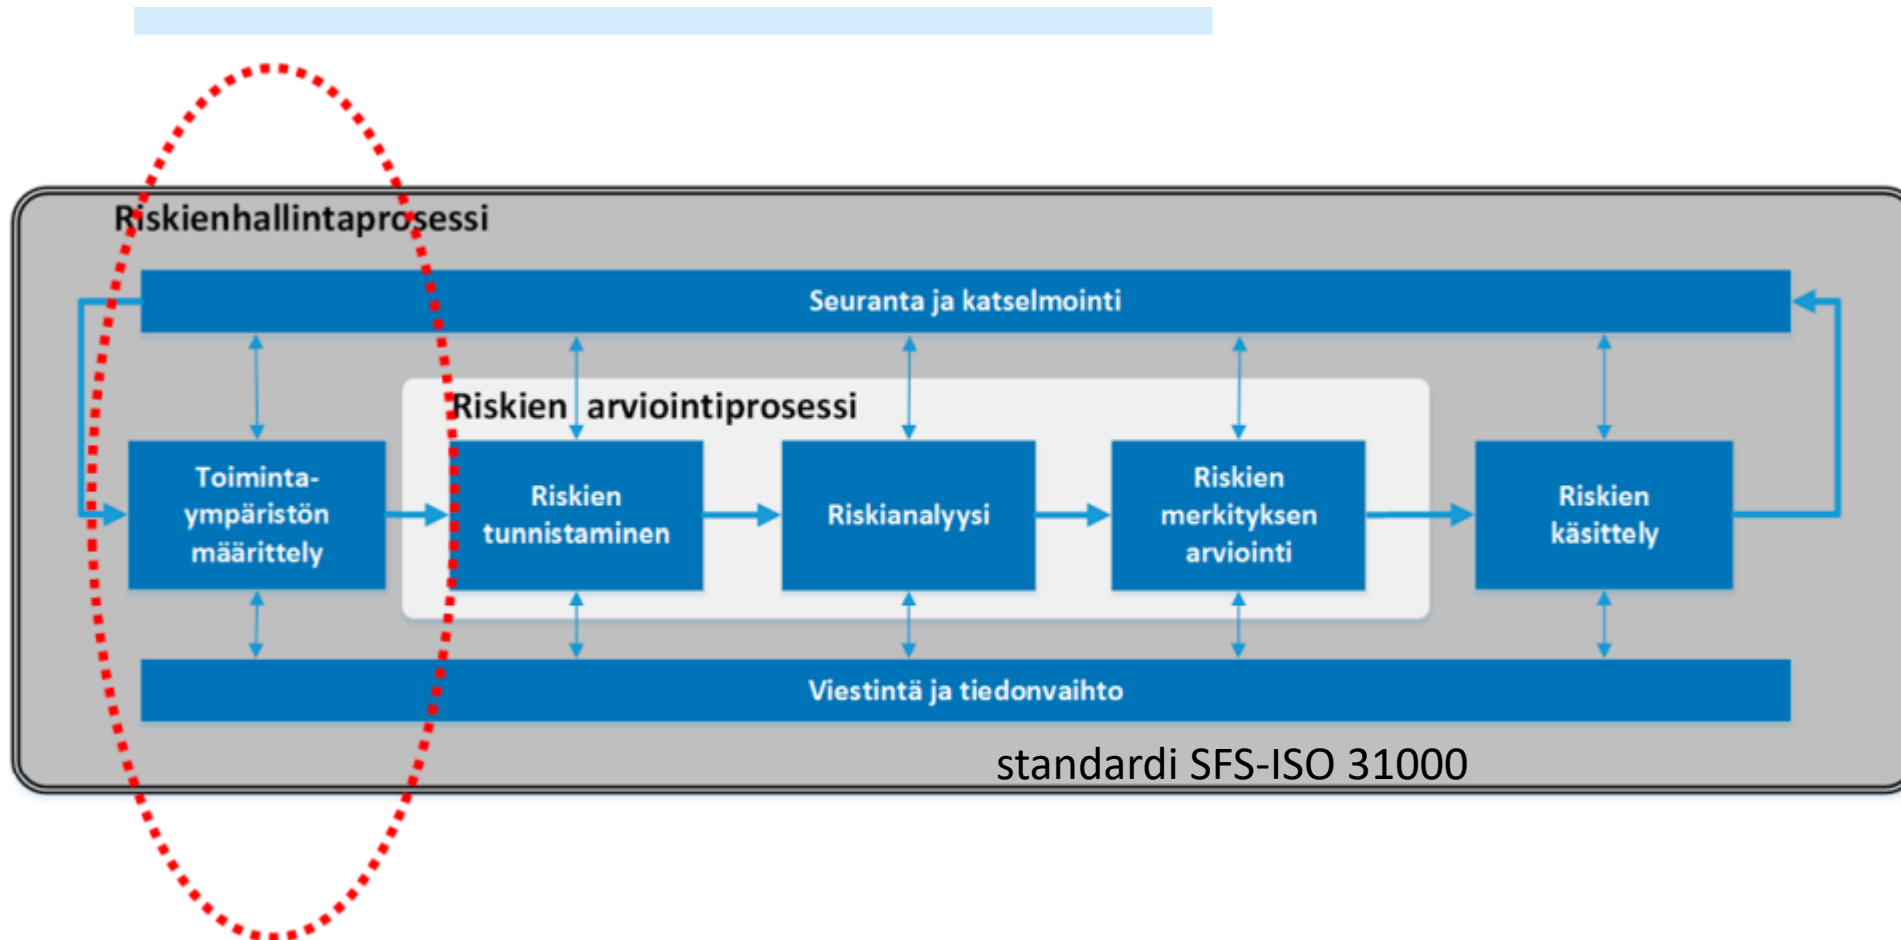 Riskienhallintaprosessi
Seuranta ja katselmointi
Riskien arviointiprosessi
Toiminta-
ympäristön
määrittely
Riskien
tunnistaminen
Riskianalyysi
Riskien
merkityksen
arviointi
Riskien
käsittely
Viestintä ja tiedonvaihto
standardi SFS-ISO 31000